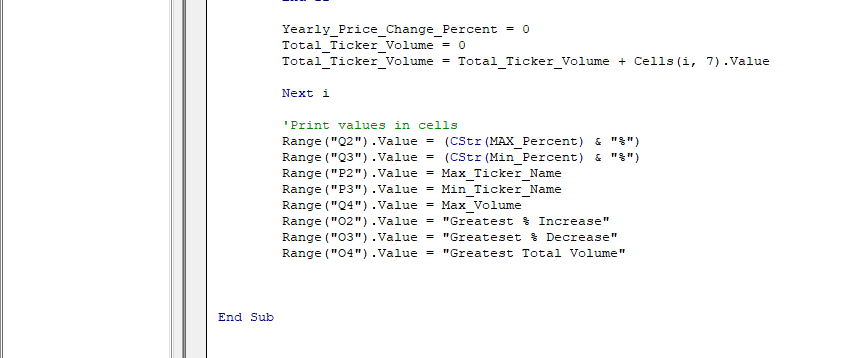 Yearly_Price_Change_Percent = 0
Total_Ticker_Volume = 0
Total_Ticker_Volume = Total_Ticker_Volume + Cells(i, 7).Value
Next i
'Print values in cells
Range("Q2").Value = (CStr(MAX_Percent) & "%")
Range("Q3").Value = (CStr(Min_Percent) & "%")
Range("P2").Value = Max_Ticker_Name
Range("P3").Value = Min_Ticker_Name
Range("Q4").Value = Max_Volume
Range("O2").Value = "Greatest % Increase"
Range("O3").Value = "Greateset % Decrease"
Range("O4").Value = "Greatest Total Volume"
End Sub